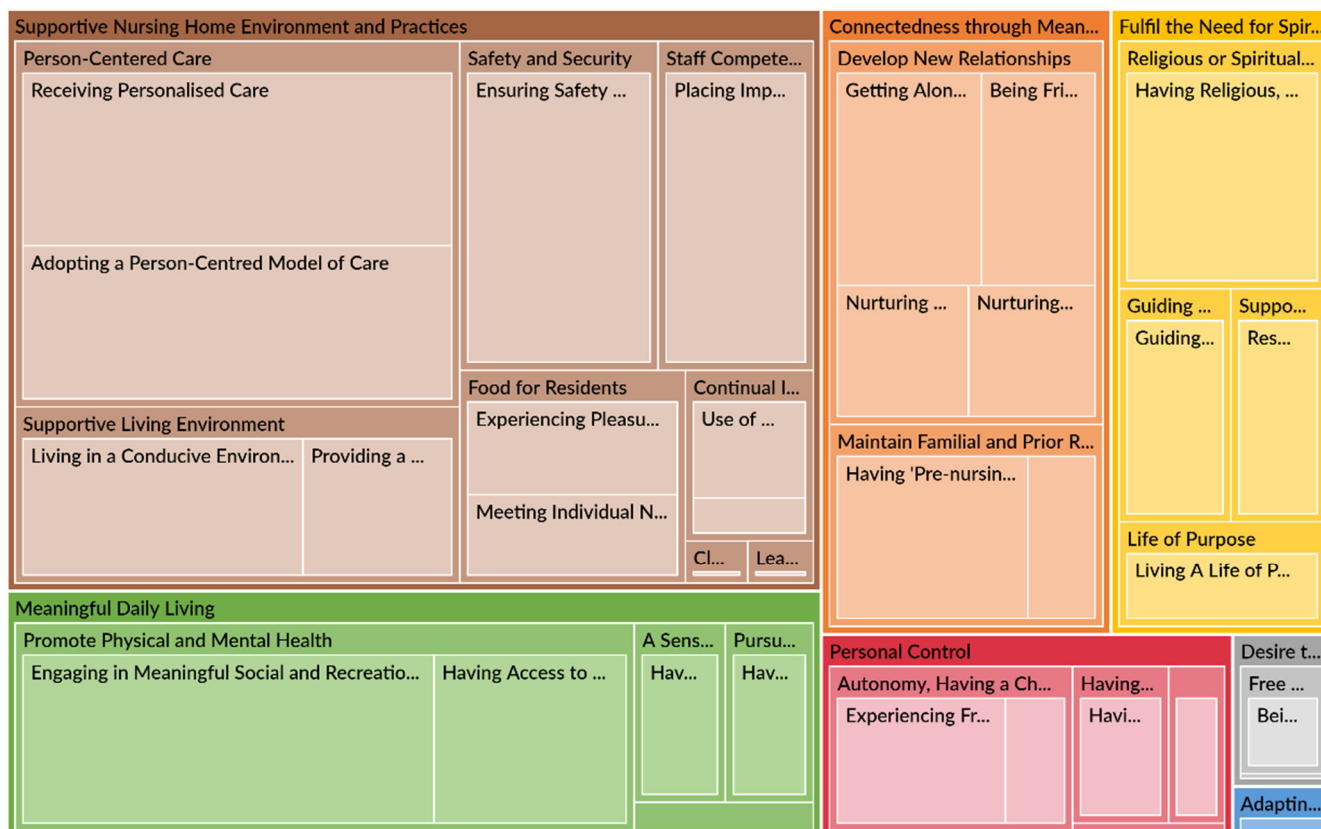 Supportive Nursing Home Environment and Practices
Person-Centered Care
Receiving Personalised Care
Adopting a Person-Centred Model of Care
Supportive Living Environment
Living in a Conducive Environ...
Providing a ...
Safety and Security
Ensuring Safety ...
Staff Compete...
Placing Imp...
Food for Residents
Experiencing Pleasu...
Meeting Individual N...
Continual I...
Use of ...
Cl...
Lea...
Meaningful Daily Living
Promote Physical and Mental Health
Engaging in Meaningful Social and Recreatio...
Having Access to ...
A Sens...
Hav...
Pursu...
Hav...
Connectedness through Mean...
Develop New Relationships
Getting Alon...
Being Fri...
Nurturing ...
Nurturing...
Maintain Familial and Prior R...
Having 'Pre-nursin...
Fulfil the Need for Spir...
Religious or Spiritual...
Having Religious, ...
Guiding ...
Guiding...
Suppo...
Res...
Life of Purpose
Living A Life of P...
Personal Control
Autonomy, Having a Ch...
Experiencing Fr...
Having...
Havi...
Desire t...
Free ...
Bei...
Adaptin...